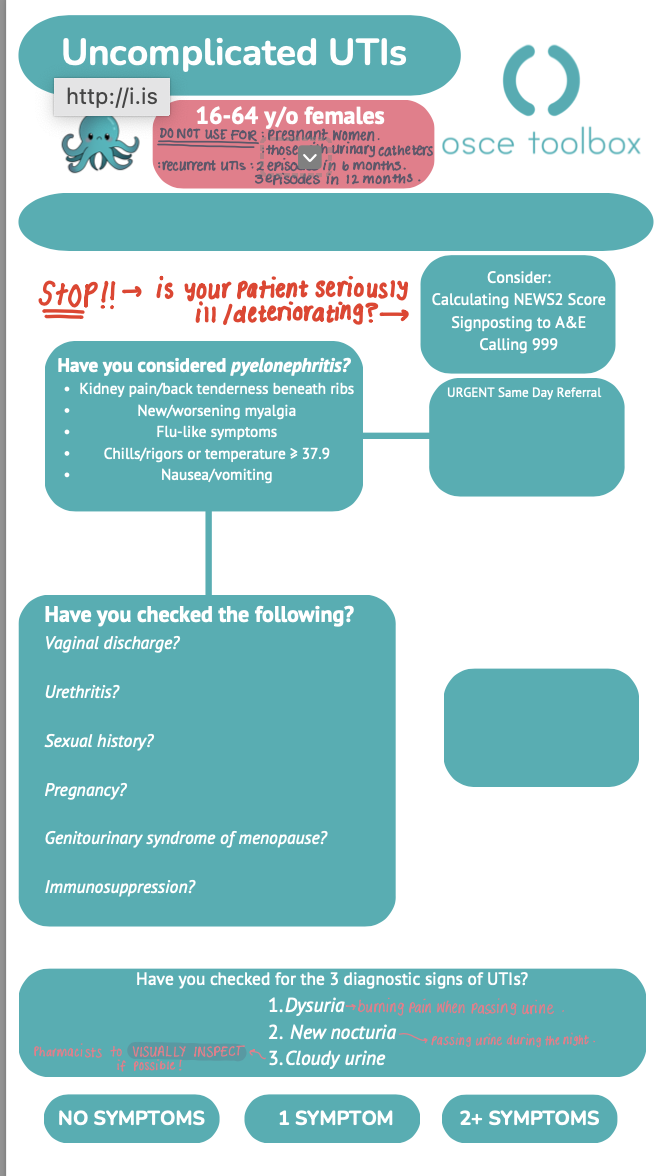 Uncomplicated UTIs
http://i.is
16-64 y/o females
DO NOT USE FOR : Pregnant women.
: those urinary catheters
: recurrent UTIs : 2 episodes in 6 months.
3 episodes in 12 months.
osce toolbox
STOP!! → is your patient seriously
ill/deteriorating? →
Consider:
Calculating NEWS2 Score
Signposting to A&E
Calling 999
Have you considered pyelonephritis?
• Kidney pain/back tenderness beneath ribs
• New/worsening myalgia
• Flu-like symptoms
• Chills/rigors or temperature ⩾ 37.9
• Nausea/vomiting
URGENT Same Day Referral
Have you checked the following?
Vaginal discharge?
Urethritis?
Sexual history?
Pregnancy?
Genitourinary syndrome of menopause?
Immunosuppression?
Have you checked for the 3 diagnostic signs of UTIs?
1. Dysuria → burning pain when passing urine
2. New nocturia → passing urine during the night
Pharmacists to VISUALLY INSPECT
if possible!
3. Cloudy urine
NO SYMPTOMS
1 SYMPTOM
2+ SYMPTOMS